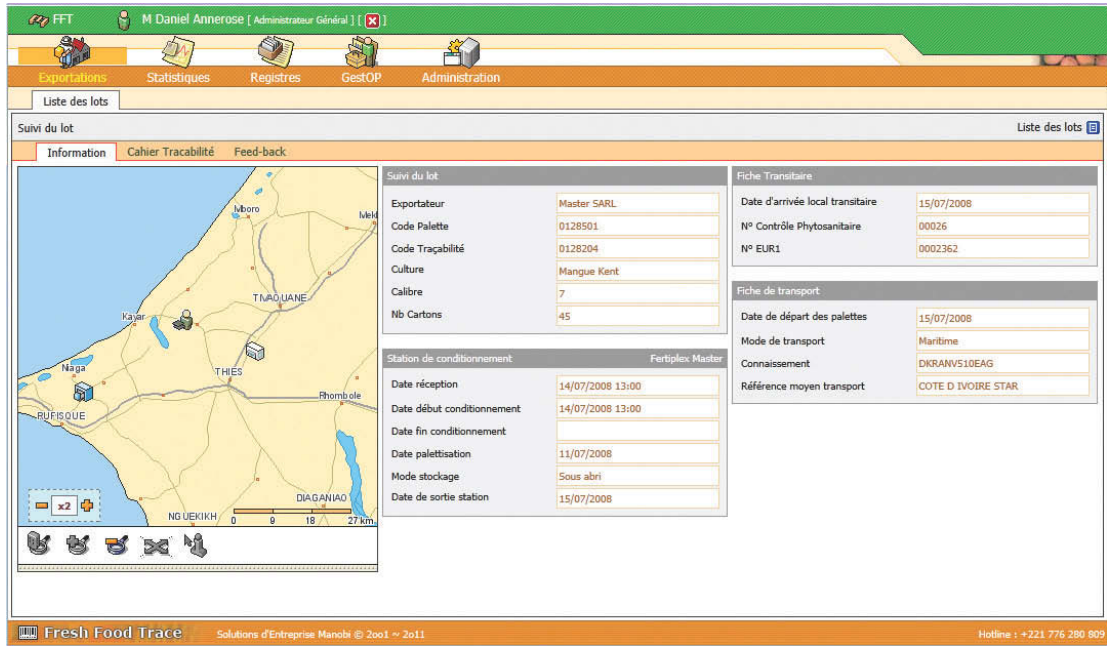 FFT M Daniel Annerose [ Administrateur Général ] [ X ]
Exportations Statistiques Registres GestOP Administration
Liste des lots
Suivi du lot Liste des lots
Information Cahier Tracabilité Feed-back
Mboro
Mekh
TIVAOUANE
Kayar
Niaga
THIES
Rhombole
RUFISQUE
DIAGANIAO
NGUEKIKH
x2
0 9 18 27 km
Suivi du lot
Exportateur Master SARL
Code Palette 0128501
Code Traçabilité 0128204
Culture Mangue Kent
Calibre 7
Nb Cartons 45
Station de conditionnement Fertiplex Master
Date réception 14/07/2008 13:00
Date début conditionnement 14/07/2008 13:00
Date fin conditionnement
Date palettisation 11/07/2008
Mode stockage Sous abri
Date de sortie station 15/07/2008
Fiche Transitaire
Date d'arrivée local transitaire 15/07/2008
N° Contrôle Phytosanitaire 00026
N° EUR1 0002362
Fiche de transport
Date de départ des palettes 15/07/2008
Mode de transport Maritime
Connaissement DKRANVS10EAG
Référence moyen transport COTE D IVOIRE STAR
Fresh Food Trace Solutions d'Entreprise Manobi © 2oo1 ~ 2o11 Hotline : +221 776 280 809